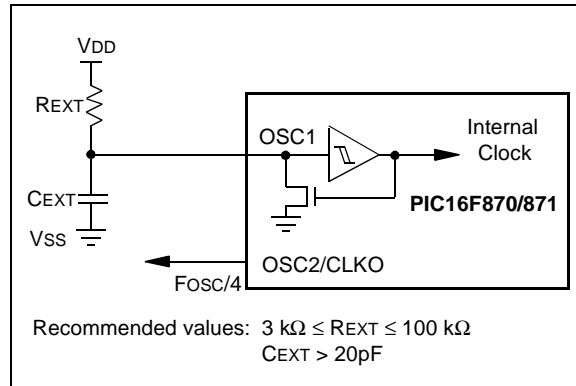 VDD
REXT
OSC1
Internal
Clock
CEXT
PIC16F870/871
VSS
OSC2/CLKO
FOSC/4
Recommended values: 3 kΩ ≤ REXT ≤ 100 kΩ
CEXT > 20pF